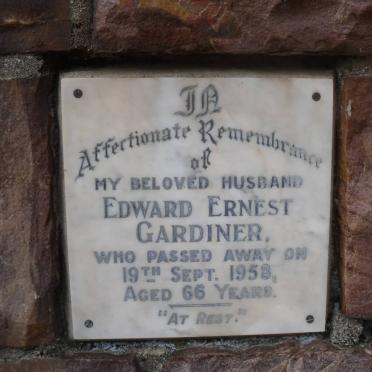 In
Affectionate Remembrance
of
MY BELOVED HUSBAND
EDWARD ERNEST
GARDINER,
WHO PASSED AWAY ON
19TH SEPT. 1958,
AGED 66 YEARS.
"AT REST."